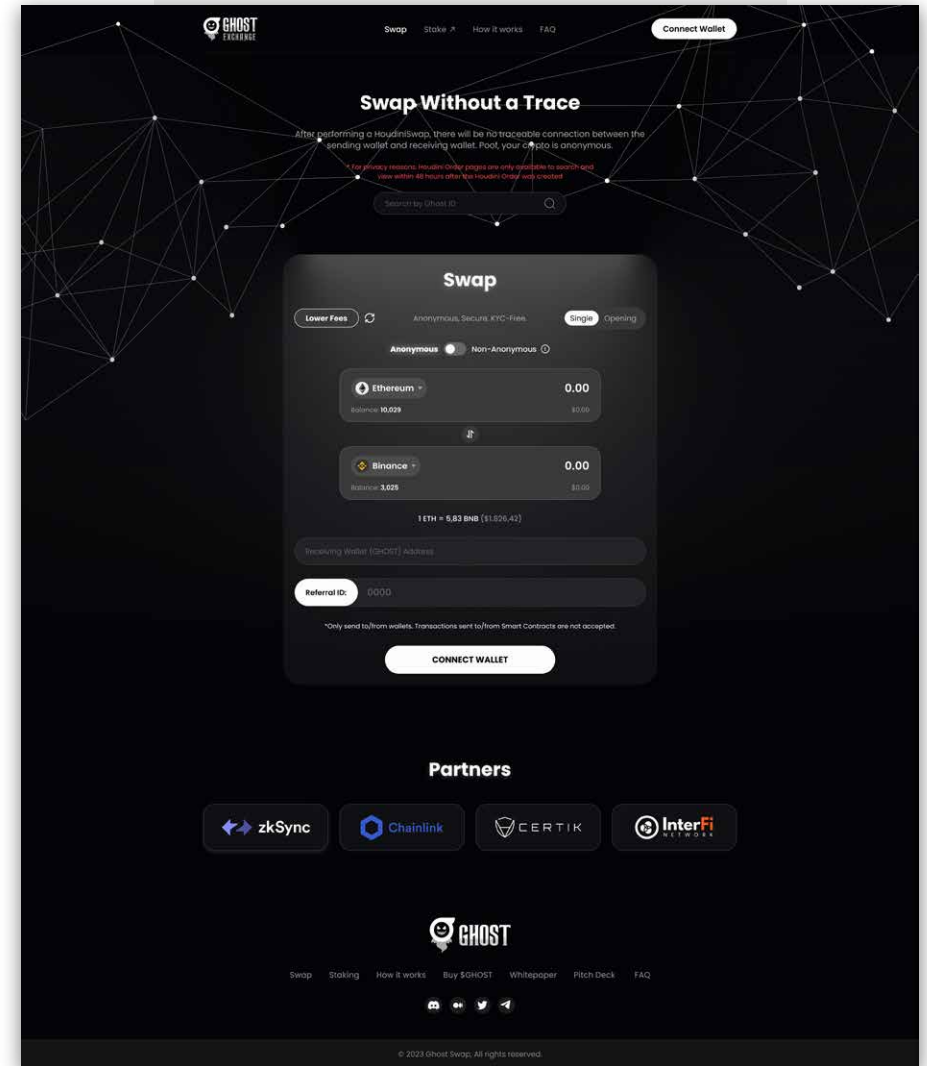 GHOST
EXCHANGE
Swap
Stake ↗
How it works
FAQ
Connect Wallet
Swap Without a Trace
After performing a HoudiniSwap, there will be no traceable connection between the
sending wallet and receiving wallet. Poof, your crypto is anonymous.
* For privacy reasons, Houdini Order pages are only available to search and
view within 48 hours after the Houdini Order was created
Search by Ghost ID
Swap
Lower Fees
Anonymous, Secure. KYC-Free.
Single
Opening
Anonymous
Non-Anonymous
Ethereum
0.00
Balance: 10,029
$0.00
Binance
0.00
Balance: 3,025
$0.00
1 ETH = 5,83 BNB ($1.826,42)
Receiving Wallet (GHOST) Address
Referral ID:
0000
*Only send to/from wallets. Transactions sent to/from Smart Contracts are not accepted.
CONNECT WALLET
Partners
zkSync
Chainlink
CERTIK
InterFi
NETWORK
GHOST
Swap
Staking
How it works
Buy $GHOST
Whitepaper
Pitch Deck
FAQ
© 2023 Ghost Swap, All rights reserved.